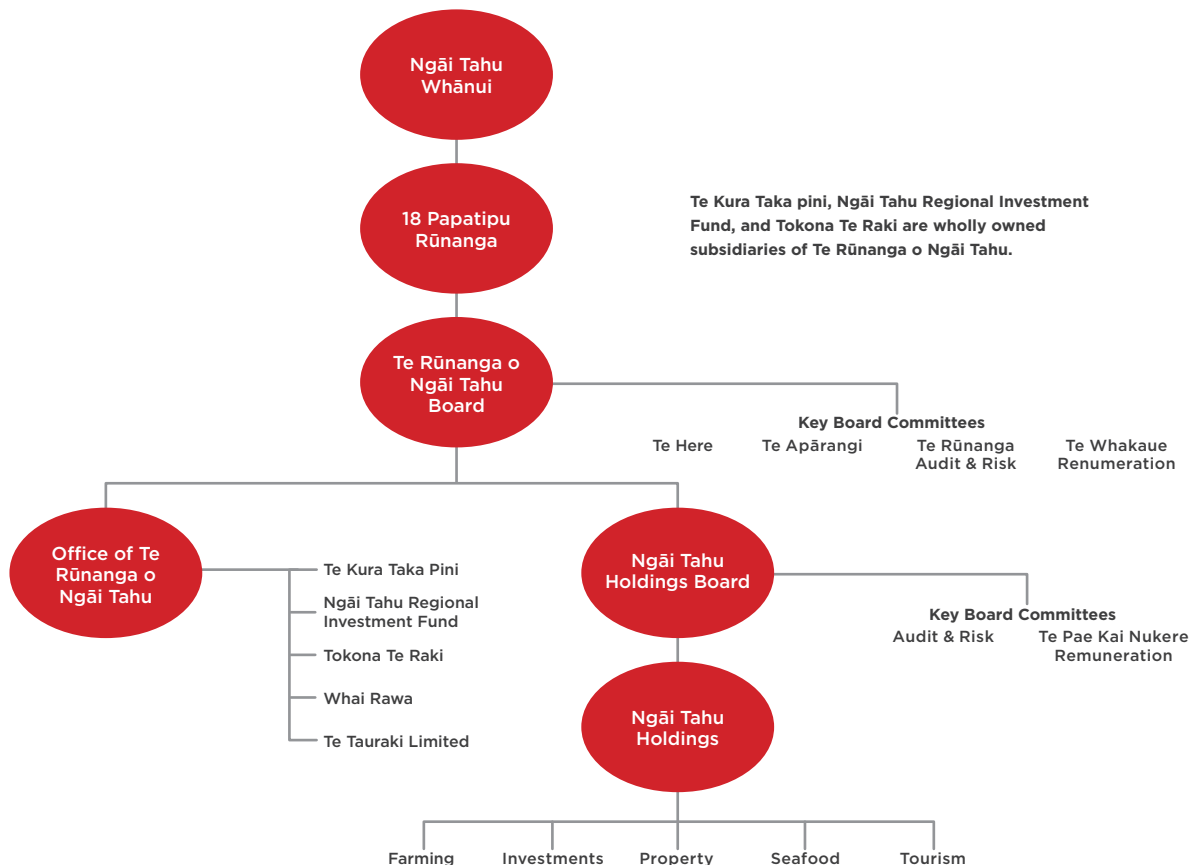 Ngāi Tahu
Whānui
18 Papatipu
Rūnanga
Te Kura Taka pini, Ngāi Tahu Regional Investment
Fund, and Tokona Te Raki are wholly owned
subsidiaries of Te Rūnanga o Ngāi Tahu.
Te Rūnanga o
Ngāi Tahu
Board
Key Board Committees
Te Here
Te Apārangi
Te Rūnanga
Audit & Risk
Te Whakaue
Renumeration
Office of Te
Rūnanga o
Ngāi Tahu
Te Kura Taka Pini
Ngāi Tahu Regional
Investment Fund
Tokona Te Raki
Whai Rawa
Te Tauraki Limited
Ngāi Tahu
Holdings Board
Key Board Committees
Audit & Risk
Te Pae Kai Nukere
Remuneration
Ngāi Tahu
Holdings
Farming
Investments
Property
Seafood
Tourism